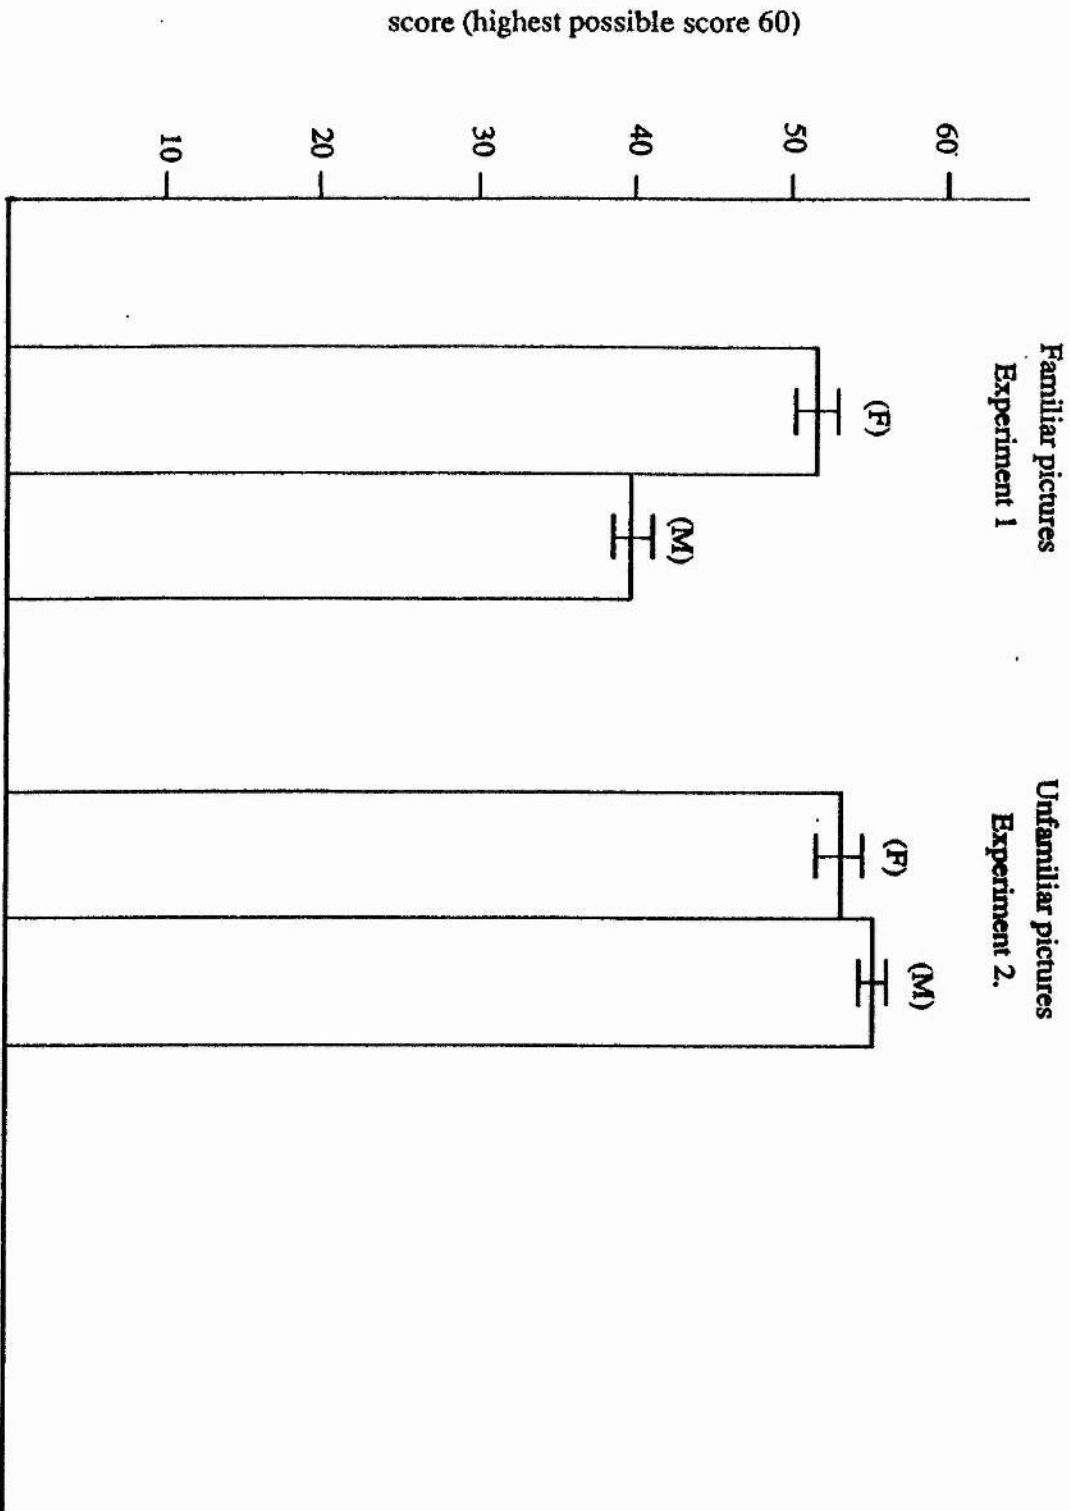 score (highest possible score 60)
60
50
40
30
20
10
Familiar pictures
Experiment 1
(F)
(M)
Unfamiliar pictures
Experiment 2.
(F)
(M)